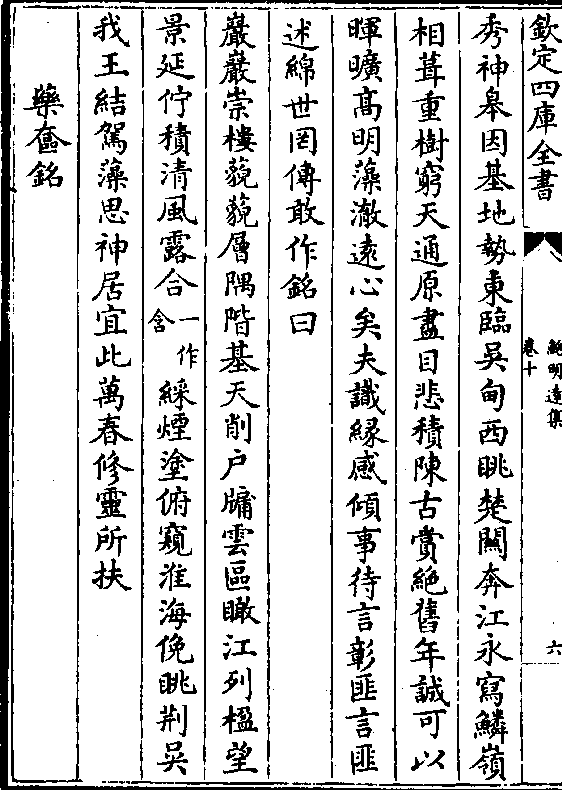 欽定四庫全書
鮑明遠集
卷十
六
秀神皋因基地勢東臨吳甸西眺楚關奔江永寫鱗嶺
相葺重樹窮天通原盡目悲積陳古賞絶舊年誠可以
暉曠髙明藻澈遠心矣夫識緣感傾事待言彰匪言匪
述綿世罔傳敢作銘曰
巖巖崇樓藐藐層隅階基天削户牖雲區瞰江列楹望
景延佇積清風露合一作含綵煙塗俯窺淮海俛眺荆吳
我王結駕藻思神居宜此萬春修靈所扶
藥奩銘